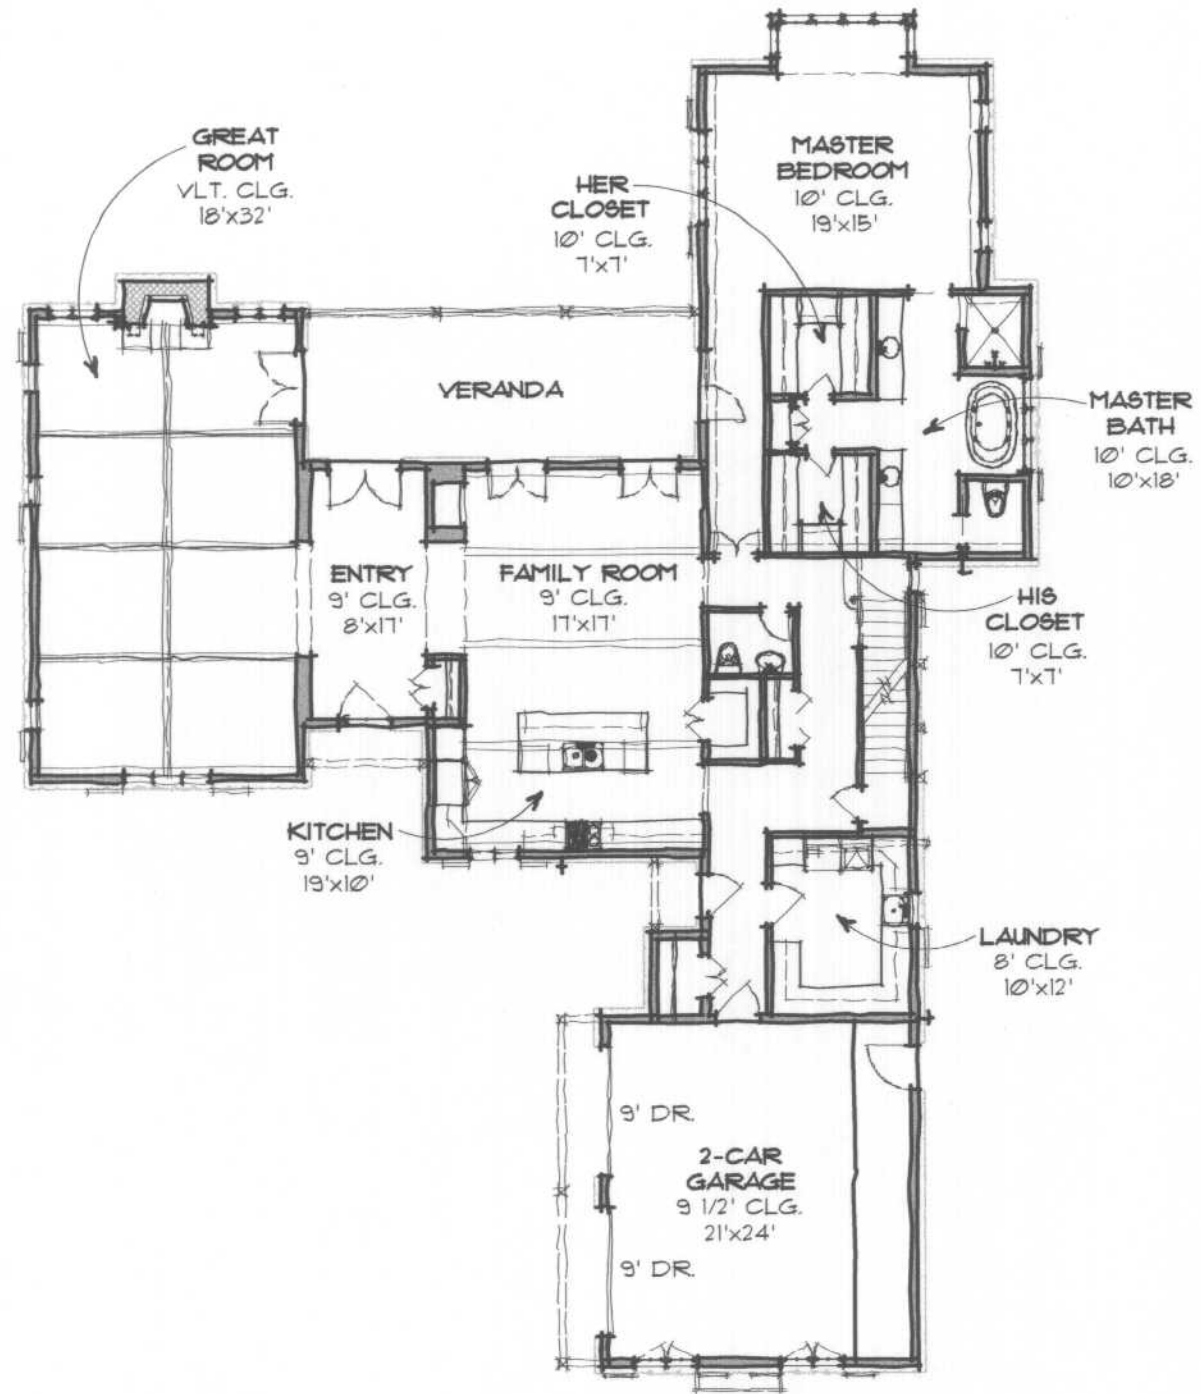 GREAT
ROOM
VLT. CLG.
18'x32'
MASTER
BEDROOM
10' CLG.
19'x15'
HER
CLOSET
10' CLG.
7'x7'
VERANDA
MASTER
BATH
10' CLG.
10'x18'
ENTRY
9' CLG.
8'x17'
FAMILY ROOM
9' CLG.
17'x17'
HIS
CLOSET
10' CLG.
7'x7'
KITCHEN
9' CLG.
19'x10'
LAUNDRY
8' CLG.
10'x12'
9' DR.
2-CAR
GARAGE
9 1/2' CLG.
21'x24'
9' DR.